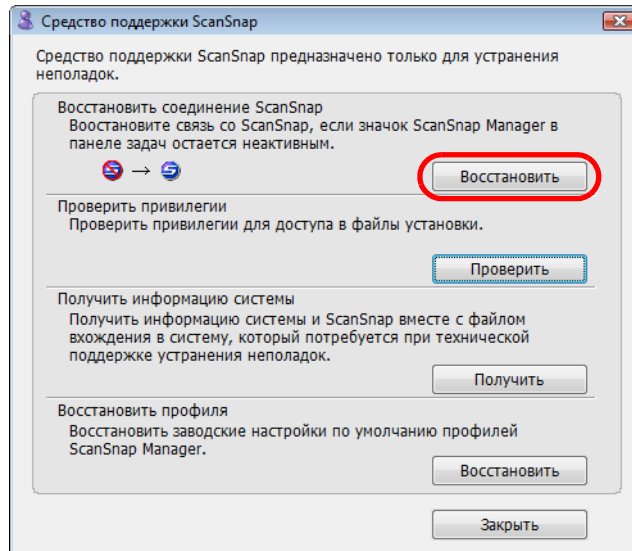 Средство поддержки ScanSnap
Средство поддержки ScanSnap предназначено только для устранения
неполадок.
Восстановить соединение ScanSnap
Воостановите связь со ScanSnap, если значок ScanSnap Manager в
панеле задач остается неактивным.
→
Восстановить
Проверить привилегии
Проверить привилегии для доступа в файлы установки.
Проверить
Получить информацию системы
Получить информацию системы и ScanSnap вместе с файлом
вхождения в систему, который потребуется при технической
поддержке устранения неполадок.
Получить
Восстановить профиля
Восстановить заводские настройки по умолчанию профилей
ScanSnap Manager.
Восстановить
Закрыть